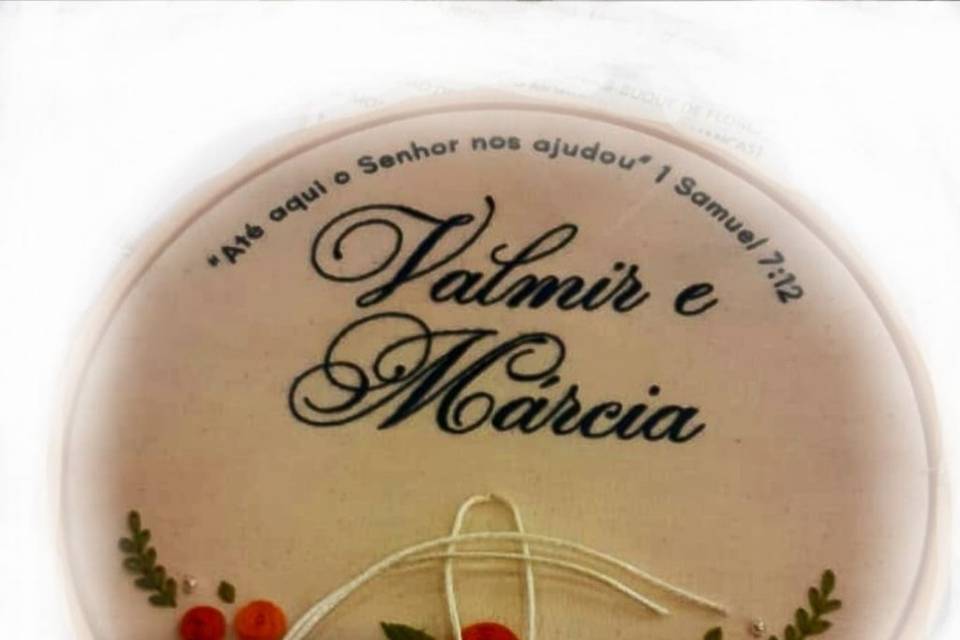 "Até aqui o Senhor nos ajudou" 1 Samuel 7:12
Valmir e
Márcia